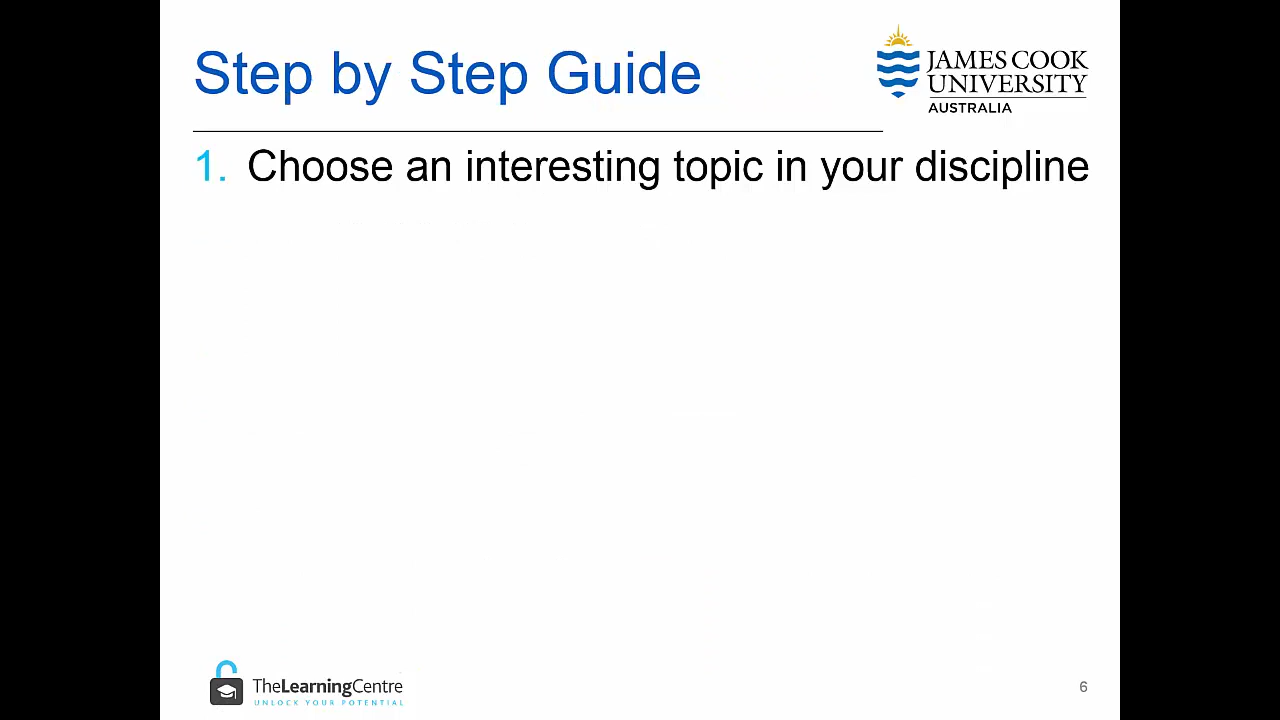 Step by Step Guide
JAMES COOK
UNIVERSITY
AUSTRALIA
1. Choose an interesting topic in your discipline
TheLearningCentre
UNLOCK YOUR POTENTIAL
6